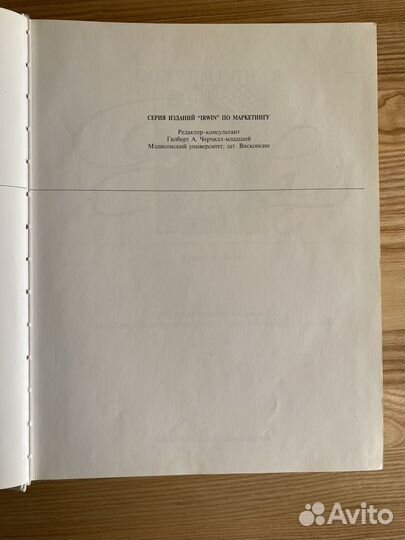 СЕРИЯ ИЗДАНИЙ "IRWIN" ПО МАРКЕТИНГУ
Редактор-консультант
Гилберт А. Черчилл-младший
Мэдисонский университет, шт. Висконсин
Avito